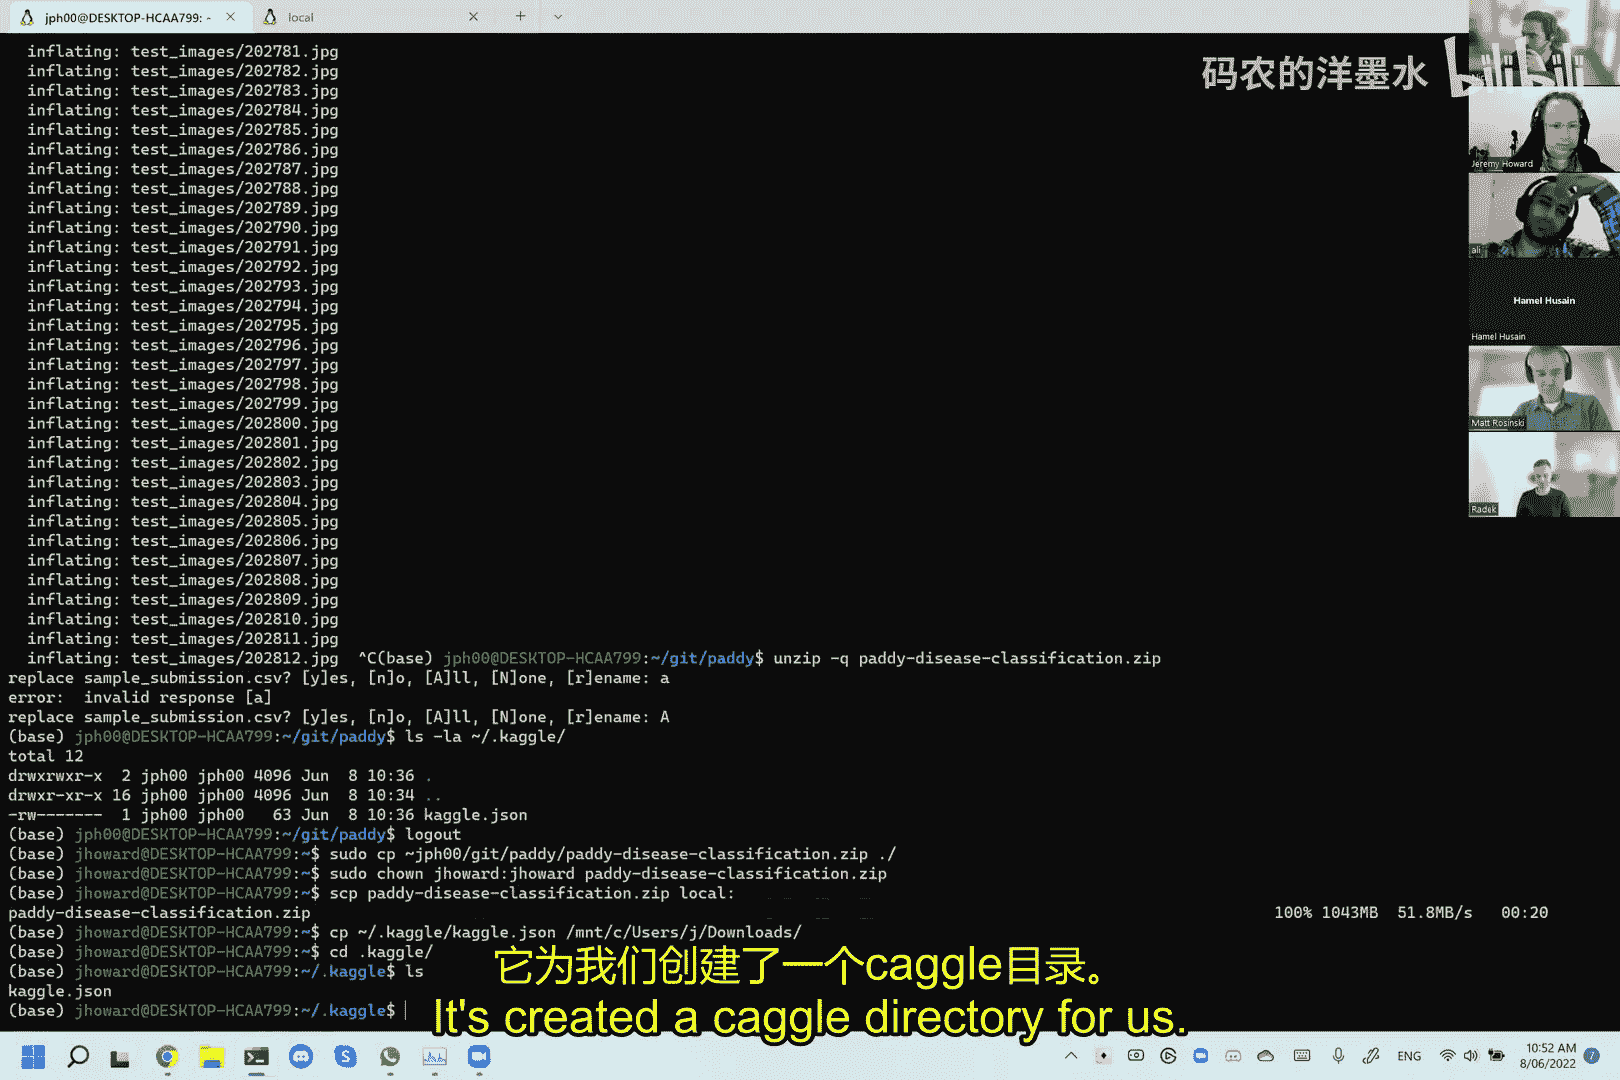 jph00@DESKTOP-HCAA799: ~
local
inflating: test_images/202781.jpg
inflating: test_images/202782.jpg
inflating: test_images/202783.jpg
inflating: test_images/202784.jpg
inflating: test_images/202785.jpg
inflating: test_images/202786.jpg
inflating: test_images/202787.jpg
inflating: test_images/202788.jpg
inflating: test_images/202789.jpg
inflating: test_images/202790.jpg
inflating: test_images/202791.jpg
inflating: test_images/202792.jpg
inflating: test_images/202793.jpg
inflating: test_images/202794.jpg
inflating: test_images/202795.jpg
inflating: test_images/202796.jpg
inflating: test_images/202797.jpg
inflating: test_images/202798.jpg
inflating: test_images/202799.jpg
inflating: test_images/202800.jpg
inflating: test_images/202801.jpg
inflating: test_images/202802.jpg
inflating: test_images/202803.jpg
inflating: test_images/202804.jpg
inflating: test_images/202805.jpg
inflating: test_images/202806.jpg
inflating: test_images/202807.jpg
inflating: test_images/202808.jpg
inflating: test_images/202809.jpg
inflating: test_images/202810.jpg
inflating: test_images/202811.jpg
inflating: test_images/202812.jpg  ^C(base) jph00@DESKTOP-HCAA799:~/git/paddy$ unzip -q paddy-disease-classification.zip
replace sample_submission.csv? [y]es, [n]o, [A]ll, [N]one, [r]ename: a
error:  invalid response [a]
replace sample_submission.csv? [y]es, [n]o, [A]ll, [N]one, [r]ename: A
(base) jph00@DESKTOP-HCAA799:~/git/paddy$ ls -la ~/.kaggle/
total 12
drwxrwxr-x  2 jph00 jph00 4096 Jun  8 10:36 .
drwxr-xr-x 16 jph00 jph00 4096 Jun  8 10:34 ..
-rw-------  1 jph00 jph00   63 Jun  8 10:36 kaggle.json
(base) jph00@DESKTOP-HCAA799:~/git/paddy$ logout
(base) jhoward@DESKTOP-HCAA799:~$ sudo cp ~jph00/git/paddy/paddy-disease-classification.zip ./
(base) jhoward@DESKTOP-HCAA799:~$ sudo chown jhoward:jhoward paddy-disease-classification.zip
(base) jhoward@DESKTOP-HCAA799:~$ scp paddy-disease-classification.zip local:
paddy-disease-classification.zip 100% 1043MB 51.8MB/s 00:20
(base) jhoward@DESKTOP-HCAA799:~$ cp ~/.kaggle/kaggle.json /mnt/c/Users/j/Downloads/
(base) jhoward@DESKTOP-HCAA799:~$ cd .kaggle/
(base) jhoward@DESKTOP-HCAA799:~/.kaggle$ ls
kaggle.json
(base) jhoward@DESKTOP-HCAA799:~/.kaggle$
码农的洋墨水 bilibili
Jeremy Howard
ali
Hamel Husain
Hamel Husain
Matt Rosinski
Radek
它为我们创建了一个caggle目录。
It's created a caggle directory for us.
ENG
10:52 AM
8/06/2022
7